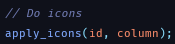 // Do icons
apply_icons(id, column);